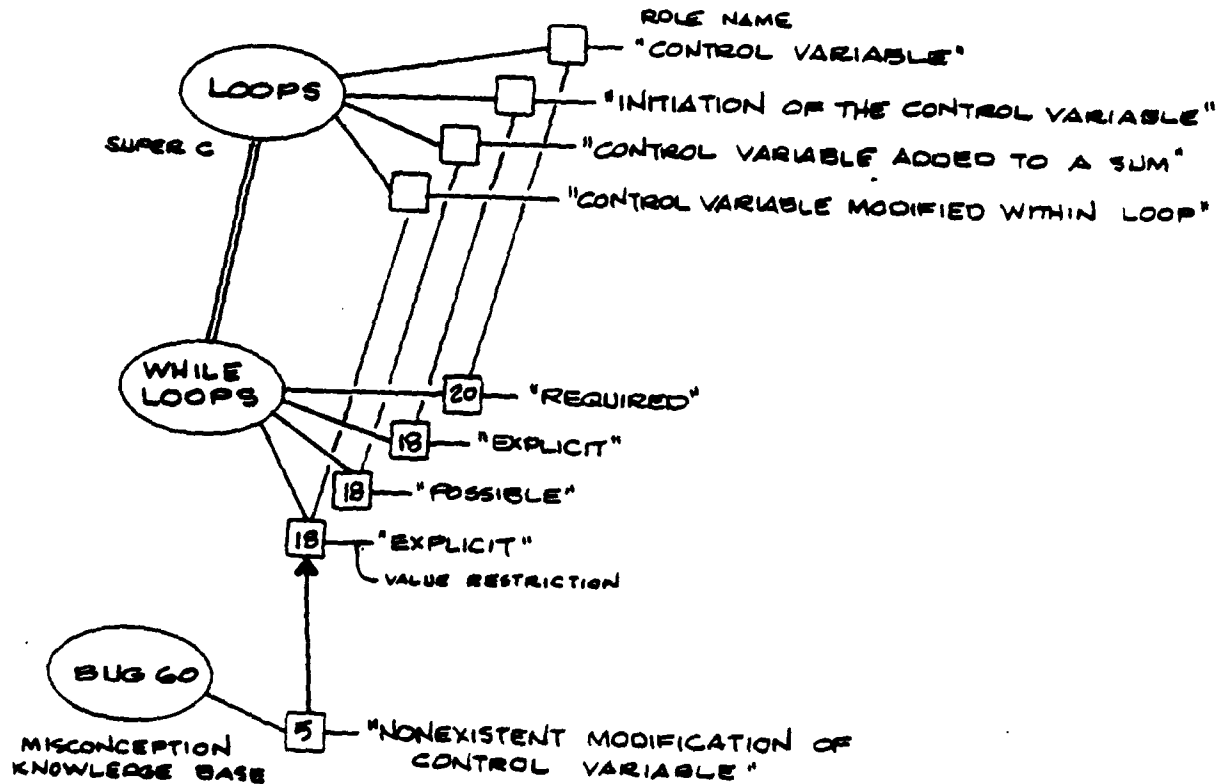 ROLE NAME
"CONTROL VARIABLE"
LOOPS
"INITIATION OF THE CONTROL VARIABLE"
SUPER C
"CONTROL VARIABLE ADDED TO A SUM"
"CONTROL VARIABLE MODIFIED WITHIN LOOP"
WHILE
LOOPS
20 "REQUIRED"
18 "EXPLICIT"
18 "POSSIBLE"
18 "EXPLICIT"
VALUE RESTRICTION
BUG 60
5 "NONEXISTENT MODIFICATION OF
CONTROL VARIABLE"
MISCONCEPTION
KNOWLEDGE BASE